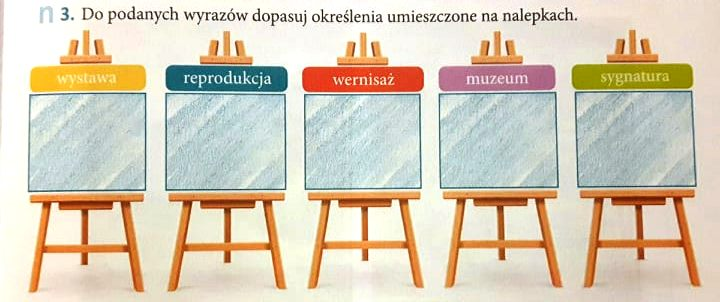 n 3. Do podanych wyrazów dopasuj określenia umieszczone na nalepkach.
wystawa reprodukcja wernisaż muzeum sygnatura